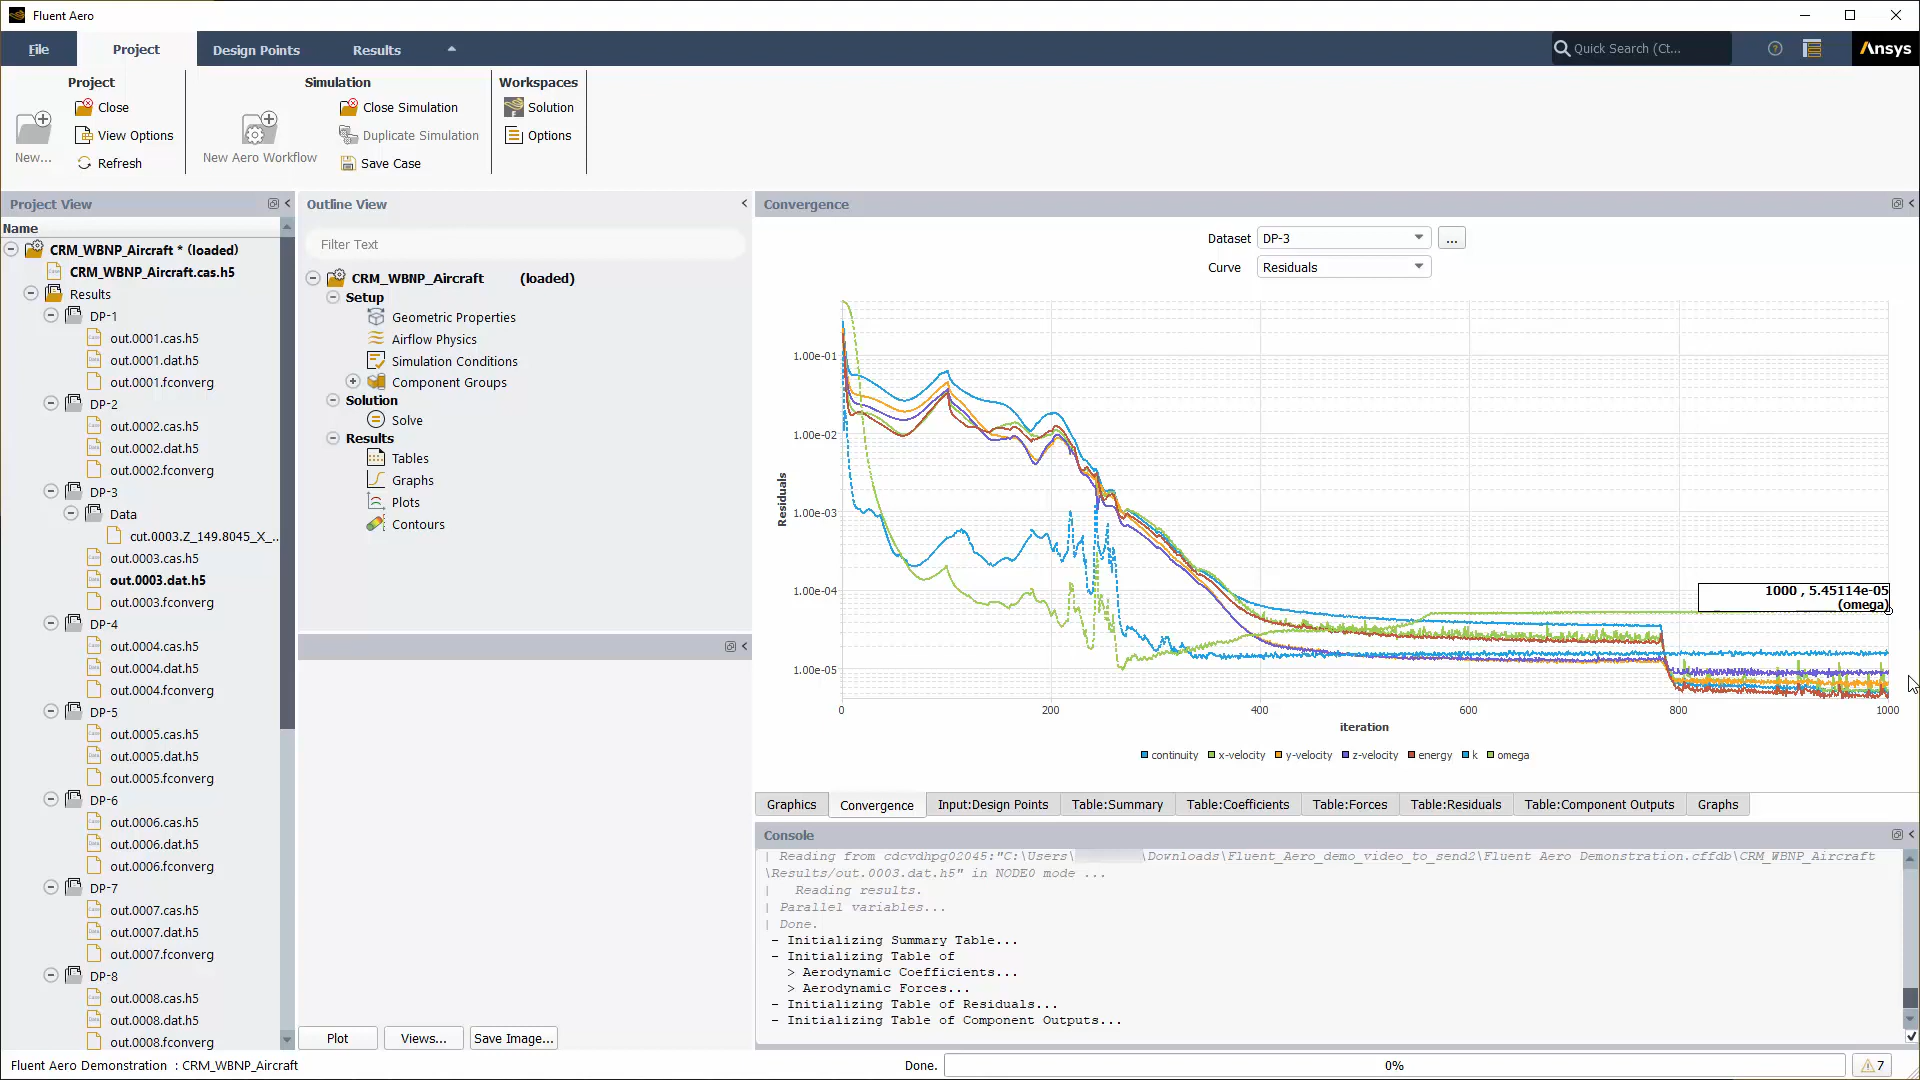 Fluent Aero
File
Project
Design Points
Results
Quick Search (Ct...
Ansys
Project
New...
Close
View Options
Refresh
Simulation
New Aero Workflow
Close Simulation
Duplicate Simulation
Save Case
Workspaces
Solution
Options
Project View
Name
CRM_WBNP_Aircraft * (loaded)
CRM_WBNP_Aircraft.cas.h5
Results
DP-1
out.0001.cas.h5
out.0001.dat.h5
out.0001.fconverg
DP-2
out.0002.cas.h5
out.0002.dat.h5
out.0002.fconverg
DP-3
Data
cut.0003.Z_149.8045_X_...
out.0003.cas.h5
out.0003.dat.h5
out.0003.fconverg
DP-4
out.0004.cas.h5
out.0004.dat.h5
out.0004.fconverg
DP-5
out.0005.cas.h5
out.0005.dat.h5
out.0005.fconverg
DP-6
out.0006.cas.h5
out.0006.dat.h5
out.0006.fconverg
DP-7
out.0007.cas.h5
out.0007.dat.h5
out.0007.fconverg
DP-8
out.0008.cas.h5
out.0008.dat.h5
out.0008.fconverg
Outline View
Filter Text
CRM_WBNP_Aircraft (loaded)
Setup
Geometric Properties
Airflow Physics
Simulation Conditions
Component Groups
Solution
Solve
Results
Tables
Graphs
Plots
Contours
Plot
Views...
Save Image...
Convergence
Dataset DP-3 ...
Curve Residuals
Residuals
1.00e-01
1.00e-02
1.00e-03
1.00e-04
1.00e-05
1000 , 5.45114e-05
(omega)
0 200 400 600 800 1000
iteration
continuity x-velocity y-velocity z-velocity energy k omega
Graphics
Convergence
Input:Design Points
Table:Summary
Table:Coefficients
Table:Forces
Table:Residuals
Table:Component Outputs
Graphs
Console
| Reading from cdcvdhpg02045:"C:\Users\ \Downloads\Fluent_Aero_demo_video_to_send2\Fluent Aero Demonstration.cffdb\CRM_WBNP_Aircraft
\Results/out.0003.dat.h5" in NODE0 mode ...
| Reading results.
| Parallel variables...
| Done.
- Initializing Summary Table...
- Initializing Table of
> Aerodynamic Coefficients...
> Aerodynamic Forces...
- Initializing Table of Residuals...
- Initializing Table of Component Outputs...
Fluent Aero Demonstration : CRM_WBNP_Aircraft
Done.
0%
7